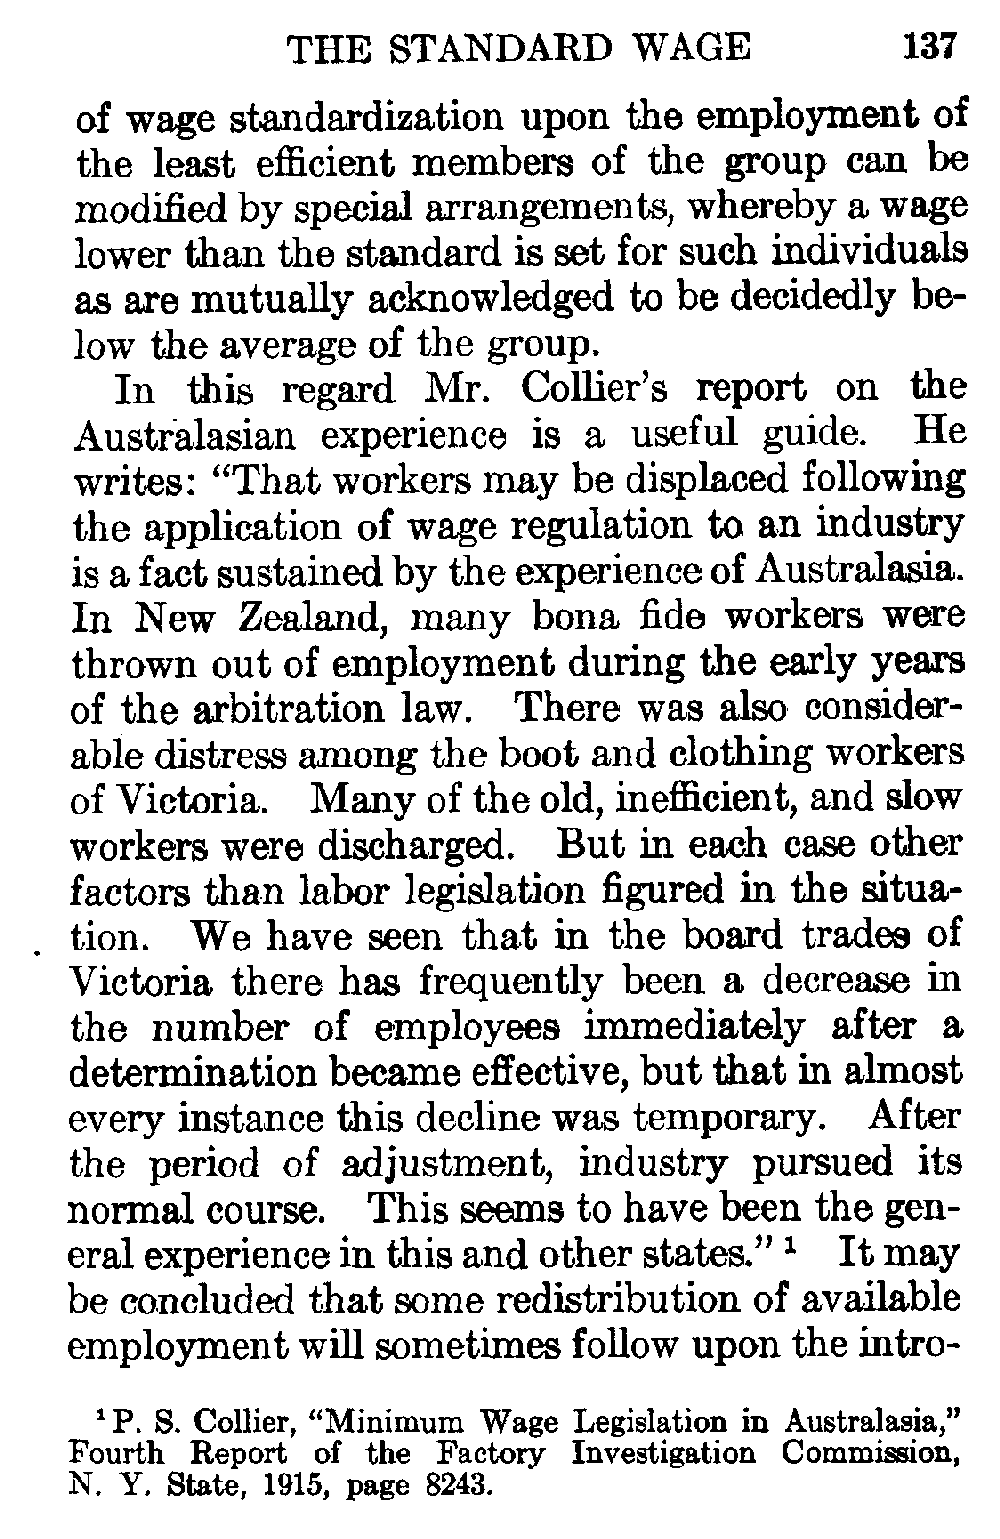 THE STANDARD WAGE 137
of wage standardization upon the employment of
the least efficient members of the group can be
modified by special arrangements, whereby a wage
lower than the standard is set for such individuals
as are mutually acknowledged to be decidedly be-
low the average of the group.
In this regard Mr. Collier's report on the
Australasian experience is a useful guide. He
writes: "That workers may be displaced following
the application of wage regulation to an industry
is a fact sustained by the experience of Australasia.
In New Zealand, many bona fide workers were
thrown out of employment during the early years
of the arbitration law. There was also consider-
able distress among the boot and clothing workers
of Victoria. Many of the old, inefficient, and slow
workers were discharged. But in each case other
factors than labor legislation figured in the situa-
tion. We have seen that in the board trades of
Victoria there has frequently been a decrease in
the number of employees immediately after a
determination became effective, but that in almost
every instance this decline was temporary. After
the period of adjustment, industry pursued its
normal course. This seems to have been the gen-
eral experience in this and other states." 1 It may
be concluded that some redistribution of available
employment will sometimes follow upon the intro-
1 P. S. Collier, "Minimum Wage Legislation in Australasia,"
Fourth Report of the Factory Investigation Commission,
N. Y. State, 1915, page 8243.